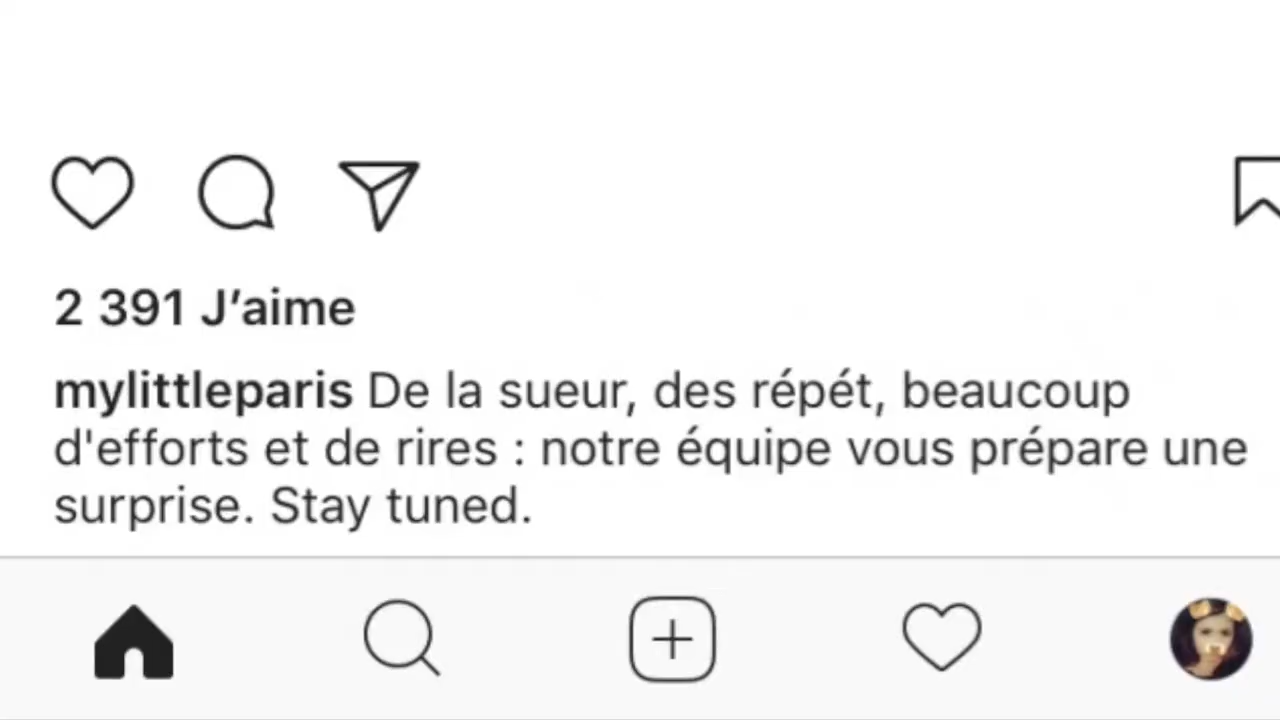 2 391 J’aime
mylittleparis De la sueur, des répét, beaucoup
d'efforts et de rires : notre équipe vous prépare une
surprise. Stay tuned.